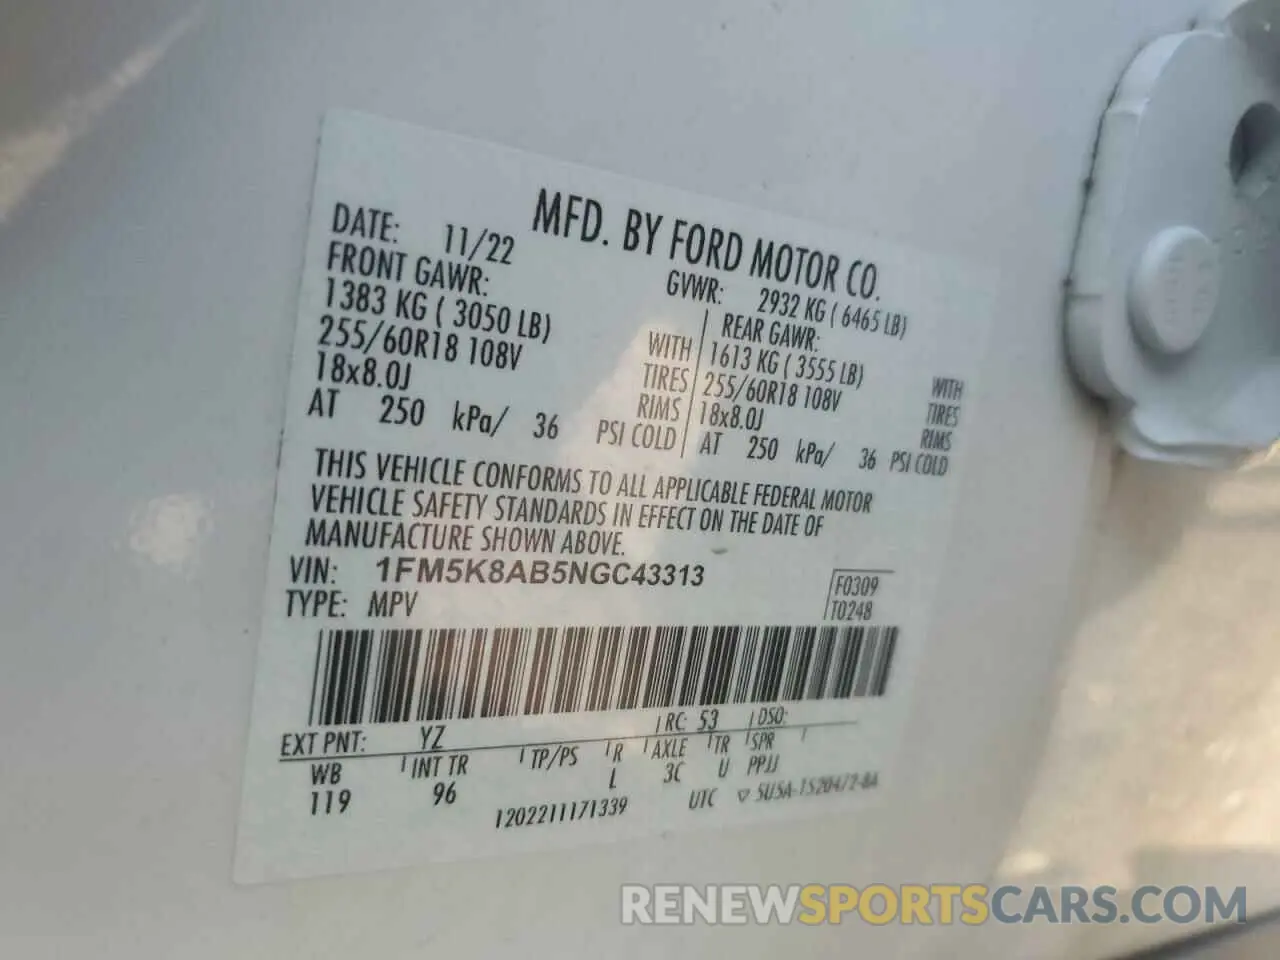 MFD. BY FORD MOTOR CO.
DATE: 11/22 GVWR: 2932 KG ( 6465 LB)
FRONT GAWR: REAR GAWR:
1383 KG ( 3050 LB) WITH 1613 KG ( 3555 LB) WITH
255/60R18 108V TIRES 255/60R18 108V TIRES
18x8.0J RIMS 18x8.0J RIMS
AT 250 kPa/ 36 PSI COLD AT 250 kPa/ 36 PSI COLD
THIS VEHICLE CONFORMS TO ALL APPLICABLE FEDERAL MOTOR
VEHICLE SAFETY STANDARDS IN EFFECT ON THE DATE OF
MANUFACTURE SHOWN ABOVE.
VIN: 1FM5K8AB5NGC43313 F0309
TYPE: MPV T0248
EXT PNT: YZ RC: 53 DSO:
WB INT TR TP/PS R AXLE TR SPR
119 96 L 3C U PPJJ
1202211171339 UTC ▽ 5U5A-1520472-BA
RENEWSPORTSCARS.COM